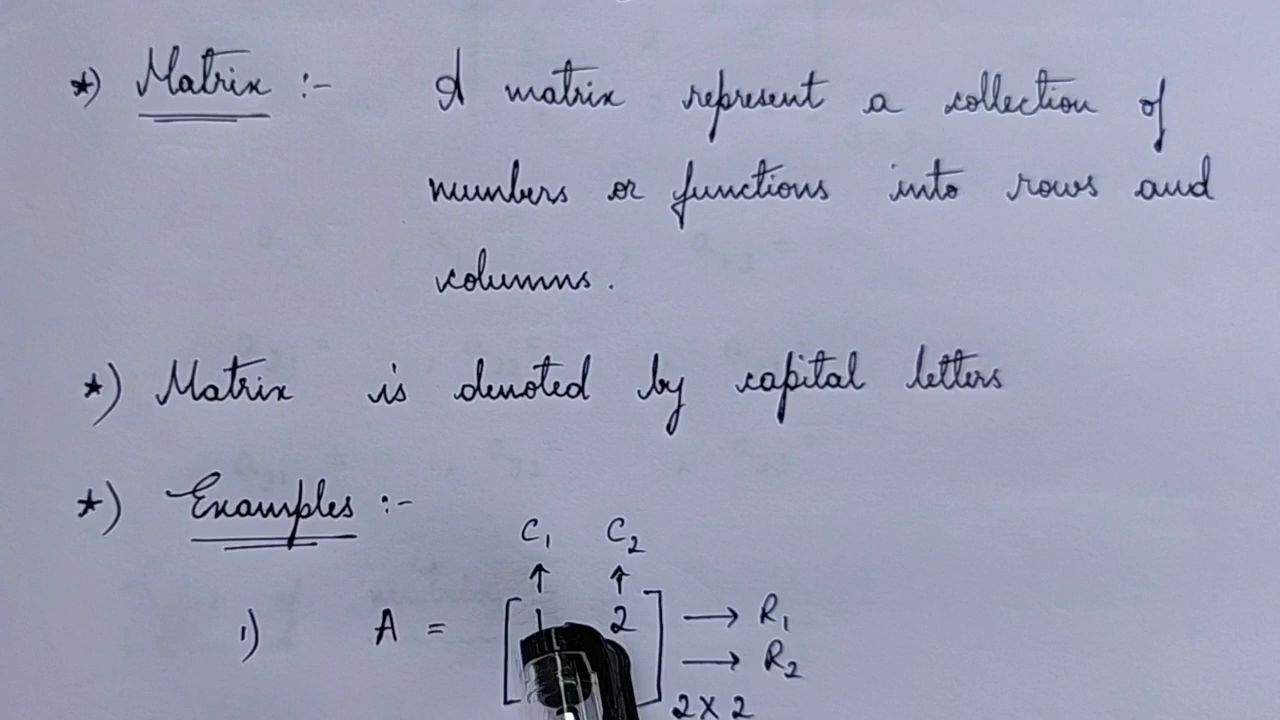 *) Matrix :- A matrix represent a collection of
numbers or functions into rows and
columns.
*) Matrix is denoted by capital letters
*) Examples :-
C₁ C₂
↑ ↑
1) A = [1 2] → R₁
→ R₂
2 X 2